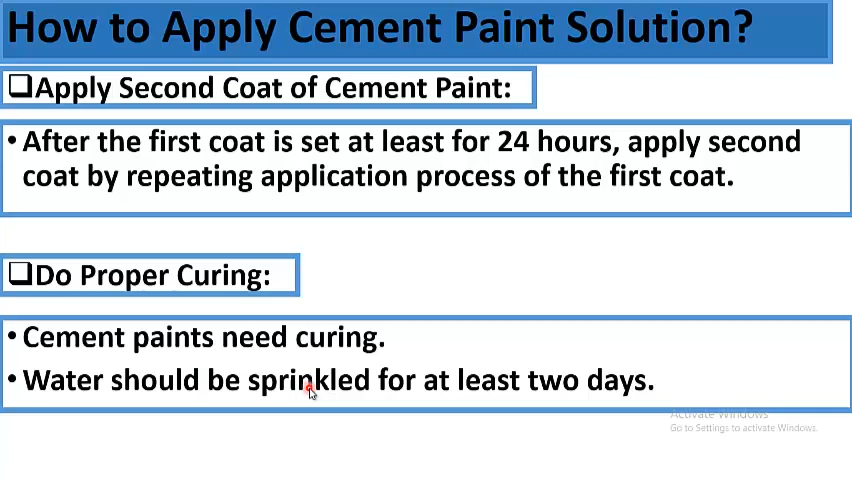 How to Apply Cement Paint Solution?
❑Apply Second Coat of Cement Paint:
• After the first coat is set at least for 24 hours, apply second
coat by repeating application process of the first coat.
❑Do Proper Curing:
• Cement paints need curing.
• Water should be sprinkled for at least two days.
Activate Windows
Go to Settings to activate Windows.